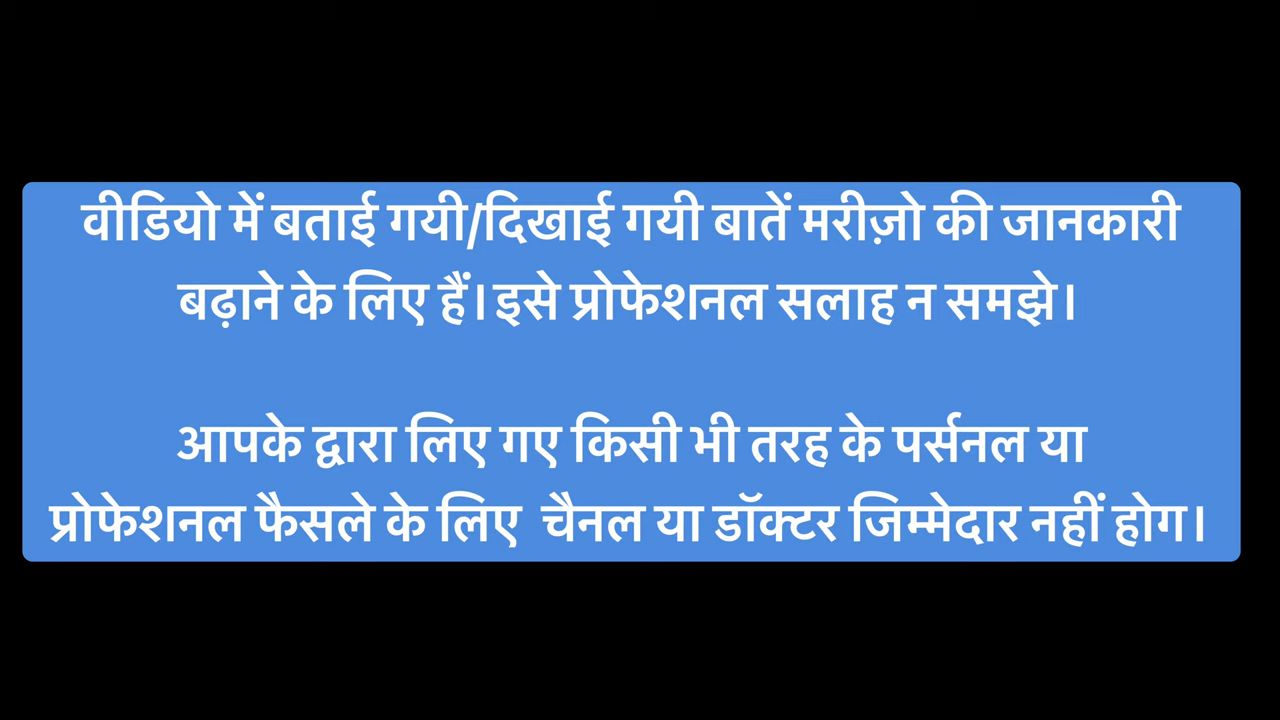 वीडियो में बताई गयी/दिखाई गयी बातें मरीज़ो की जानकारी
बढ़ाने के लिए हैं। इसे प्रोफेशनल सलाह न समझे।
आपके द्वारा लिए गए किसी भी तरह के पर्सनल या
प्रोफेशनल फैसले के लिए चैनल या डॉक्टर जिम्मेदार नहीं होग।